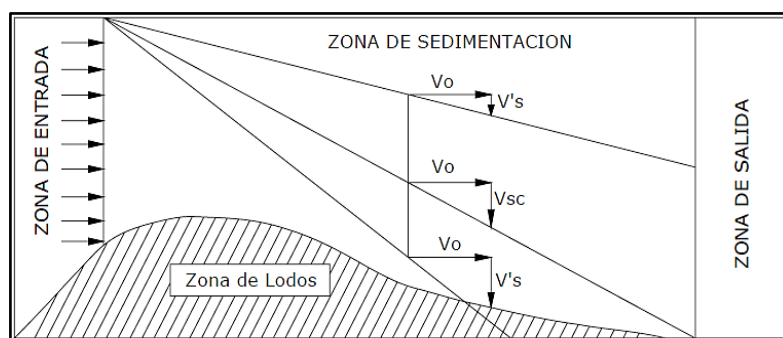 ZONA DE ENTRADA
ZONA DE SEDIMENTACION
Vo
V's
Vo
Vsc
Vo
V's
Zona de Lodos
ZONA DE SALIDA